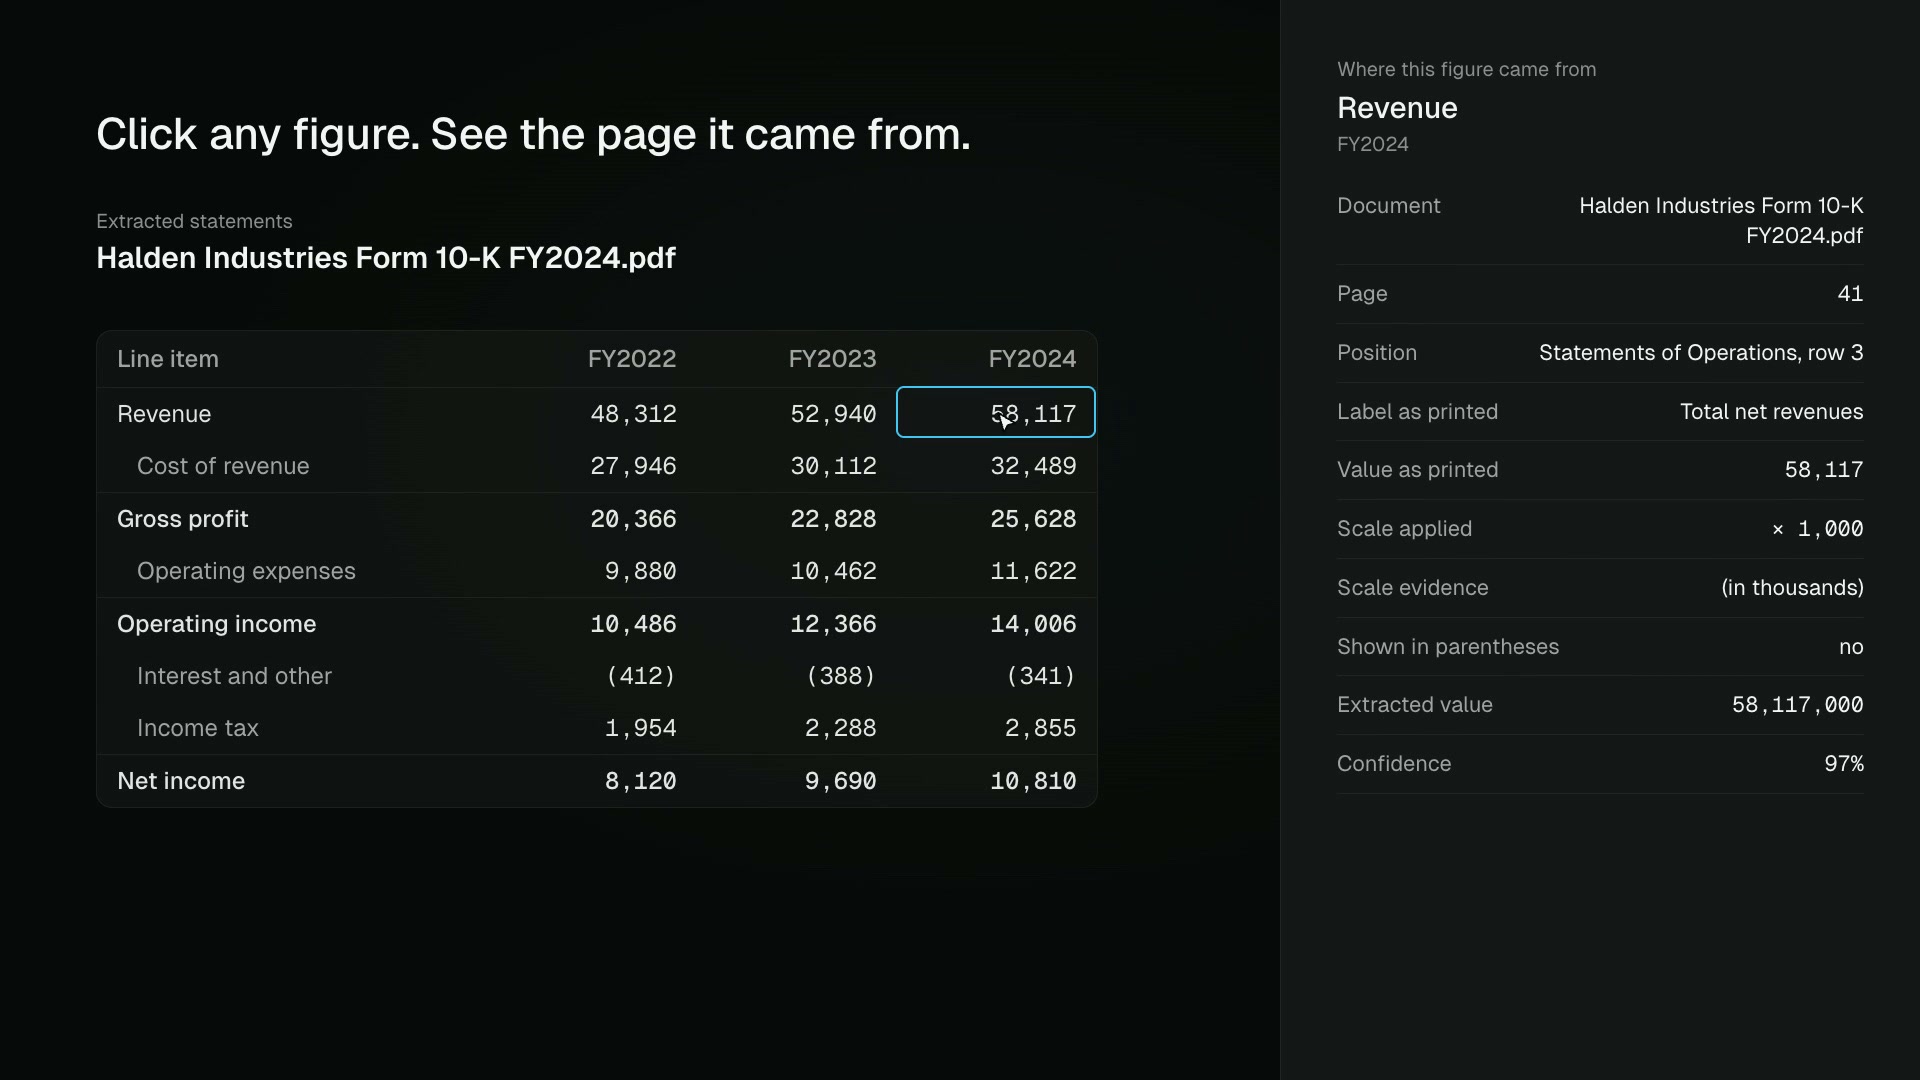 Click any figure. See the page it came from.
Extracted statements
Halden Industries Form 10-K FY2024.pdf
Line item FY2022 FY2023 FY2024
Revenue 48,312 52,940 58,117
Cost of revenue 27,946 30,112 32,489
Gross profit 20,366 22,828 25,628
Operating expenses 9,880 10,462 11,622
Operating income 10,486 12,366 14,006
Interest and other (412) (388) (341)
Income tax 1,954 2,288 2,855
Net income 8,120 9,690 10,810
Where this figure came from
Revenue
FY2024
Document Halden Industries Form 10-K
FY2024.pdf
Page 41
Position Statements of Operations, row 3
Label as printed Total net revenues
Value as printed 58,117
Scale applied × 1,000
Scale evidence (in thousands)
Shown in parentheses no
Extracted value 58,117,000
Confidence 97%